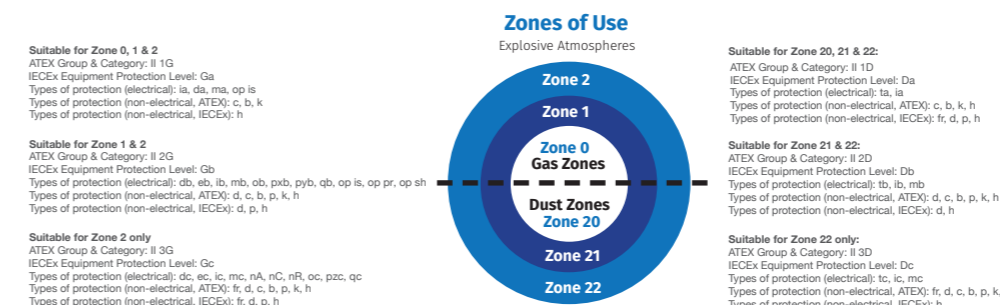 Zones of Use
Explosive Atmospheres
Suitable for Zone 0, 1 & 2
ATEX Group & Category: II 1G
IECEx Equipment Protection Level: Ga
Types of protection (electrical): ia, da, ma, op is
Types of protection (non-electrical, ATEX): c, b, k
Types of protection (non-electrical, IECEx): h
Suitable for Zone 1 & 2
ATEX Group & Category: II 2G
IECEx Equipment Protection Level: Gb
Types of protection (electrical): db, eb, ib, mb, ob, pxb, pyb, qb, op is, op pr, op sh
Types of protection (non-electrical, ATEX): d, c, b, p, k, h
Types of protection (non-electrical, IECEx): d, p, h
Suitable for Zone 2 only
ATEX Group & Category: II 3G
IECEx Equipment Protection Level: Gc
Types of protection (electrical): dc, ec, ic, mc, nA, nC, nR, oc, pzc, qc
Types of protection (non-electrical, ATEX): fr, d, c, b, p, k, h
Types of protection (non-electrical, IECEx): fr, d, p, h
Zone 2
Zone 1
Zone 0
Gas Zones
Dust Zones
Zone 20
Zone 21
Zone 22
Suitable for Zone 20, 21 & 22:
ATEX Group & Category: II 1D
IECEx Equipment Protection Level: Da
Types of protection (electrical): ta, ia
Types of protection (non-electrical, ATEX): c, b, k, h
Types of protection (non-electrical, IECEx): fr, d, p, h
Suitable for Zone 21 & 22:
ATEX Group & Category: II 2D
IECEx Equipment Protection Level: Db
Types of protection (electrical): tb, ib, mb
Types of protection (non-electrical, ATEX): d, c, b, p, k, h
Types of protection (non-electrical, IECEx): d, h
Suitable for Zone 22 only:
ATEX Group & Category: II 3D
IECEx Equipment Protection Level: Dc
Types of protection (electrical): tc, ic, mc
Types of protection (non-electrical, ATEX): fr, d, c, b, p, k,
Types of protection (non-electrical, IECEx): h